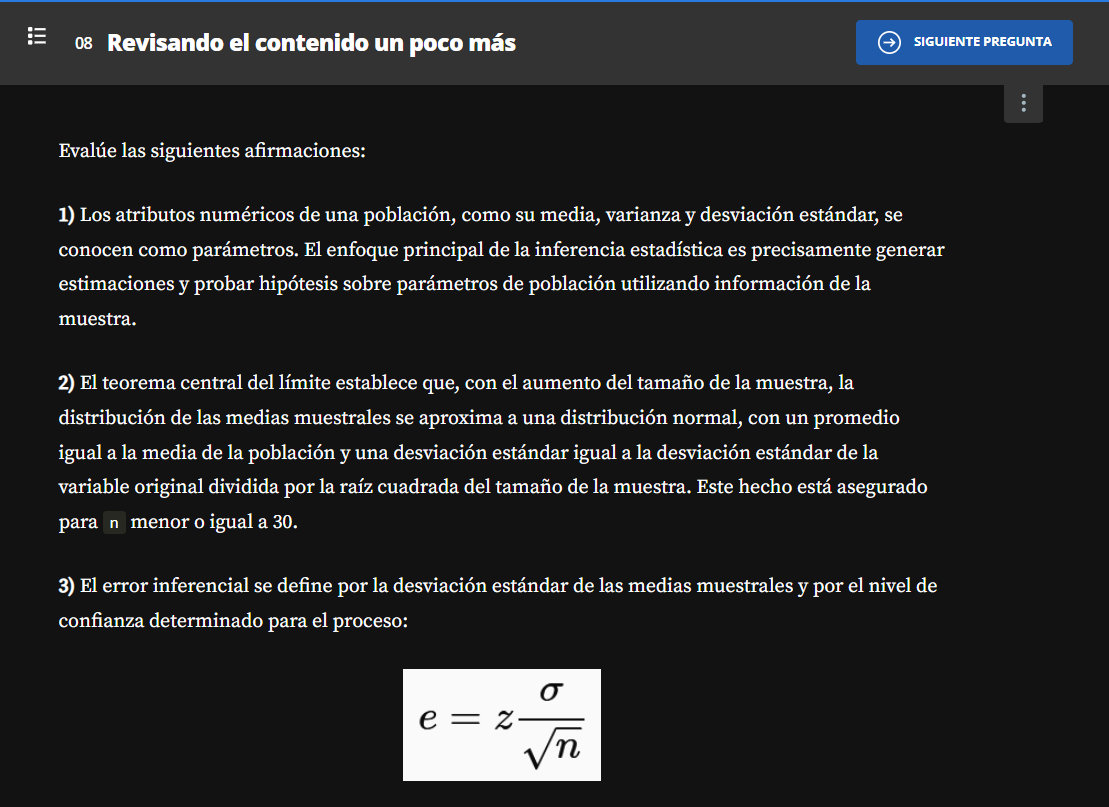 08 Revisando el contenido un poco más
SIGUIENTE PREGUNTA
Evalúe las siguientes afirmaciones:
1) Los atributos numéricos de una población, como su media, varianza y desviación estándar, se
conocen como parámetros. El enfoque principal de la inferencia estadística es precisamente generar
estimaciones y probar hipótesis sobre parámetros de población utilizando información de la
muestra.
2) El teorema central del límite establece que, con el aumento del tamaño de la muestra, la
distribución de las medias muestrales se aproxima a una distribución normal, con un promedio
igual a la media de la población y una desviación estándar igual a la desviación estándar de la
variable original dividida por la raíz cuadrada del tamaño de la muestra. Este hecho está asegurado
para n menor o igual a 30.
3) El error inferencial se define por la desviación estándar de las medias muestrales y por el nivel de
confianza determinado para el proceso:
e = z σ/√n